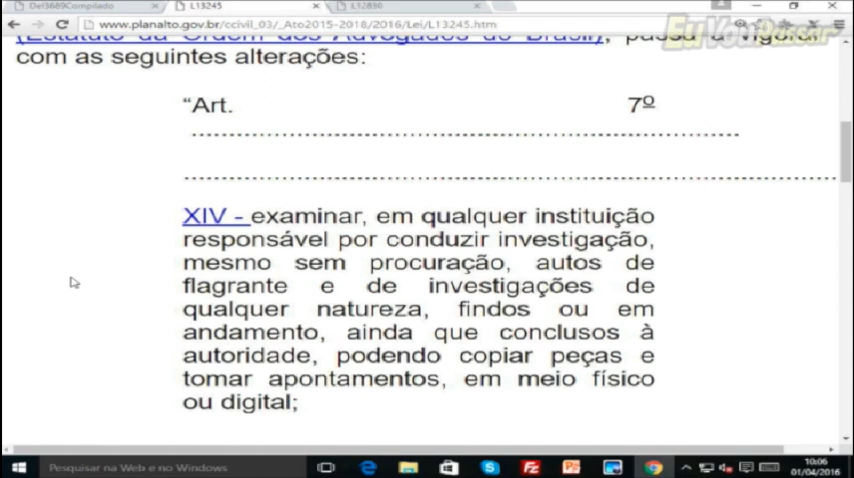 Del3689Compilado
L13245
L12830
www.planalto.gov.br/ccivil_03/_Ato2015-2018/2016/Lei/L13245.htm
EuVouPassar
(Estatuto da Ordem dos Advogados do Brasil), passa a vigorar
com as seguintes alterações:
“Art. 7º
XIV - examinar, em qualquer instituição
responsável por conduzir investigação,
mesmo sem procuração, autos de
flagrante e de investigações de
qualquer natureza, findos ou em
andamento, ainda que conclusos à
autoridade, podendo copiar peças e
tomar apontamentos, em meio físico
ou digital;
Pesquisar na Web e no Windows
10:06
01/04/2016